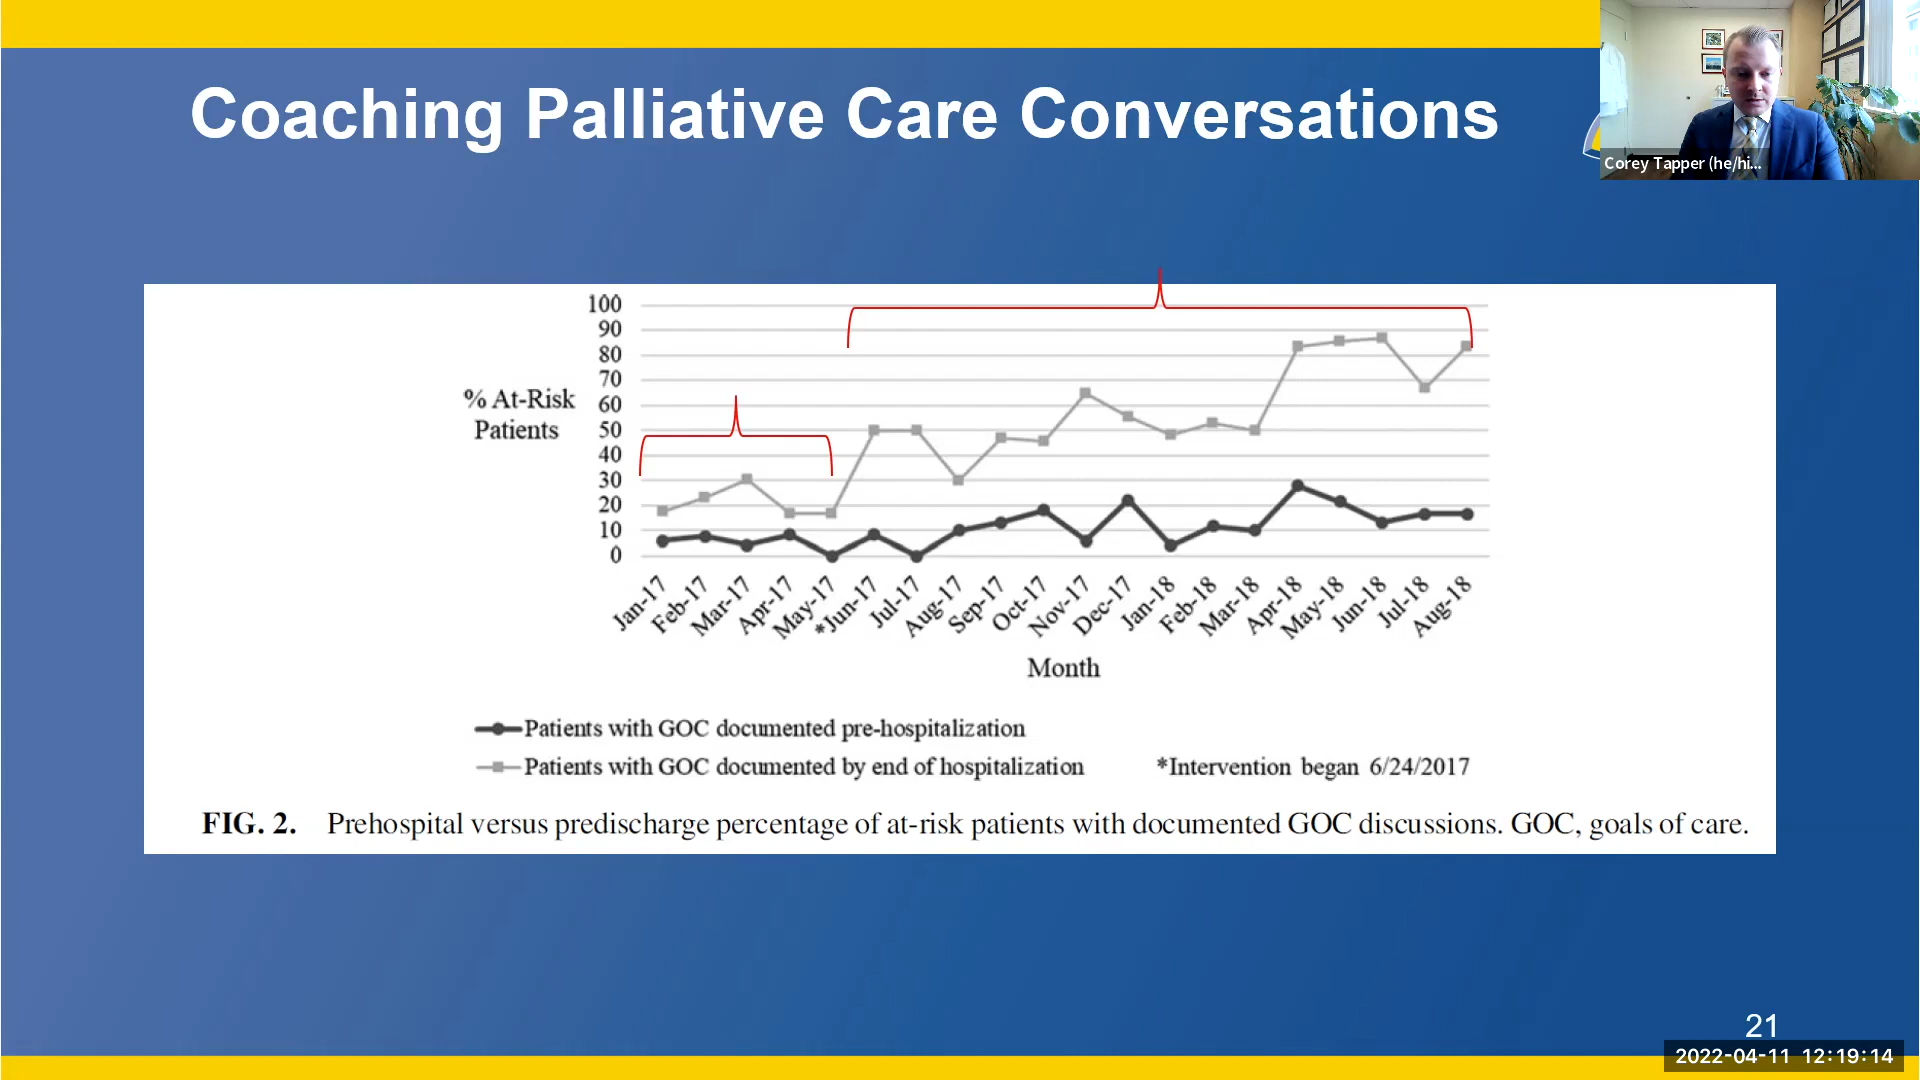 Coaching Palliative Care Conversations
Corey Tapper (he/hi...
100
90
80
70
60
50
40
30
20
10
0
% At-Risk
Patients
Jan-17
Feb-17
Mar-17
Apr-17
May-17
*Jun-17
Jul-17
Aug-17
Sep-17
Oct-17
Nov-17
Dec-17
Jan-18
Feb-18
Mar-18
Apr-18
May-18
Jun-18
Jul-18
Aug-18
Month
Patients with GOC documented pre-hospitalization
Patients with GOC documented by end of hospitalization
*Intervention began 6/24/2017
FIG. 2. Prehospital versus predischarge percentage of at-risk patients with documented GOC discussions. GOC, goals of care.
21
2022-04-11 12:19:14